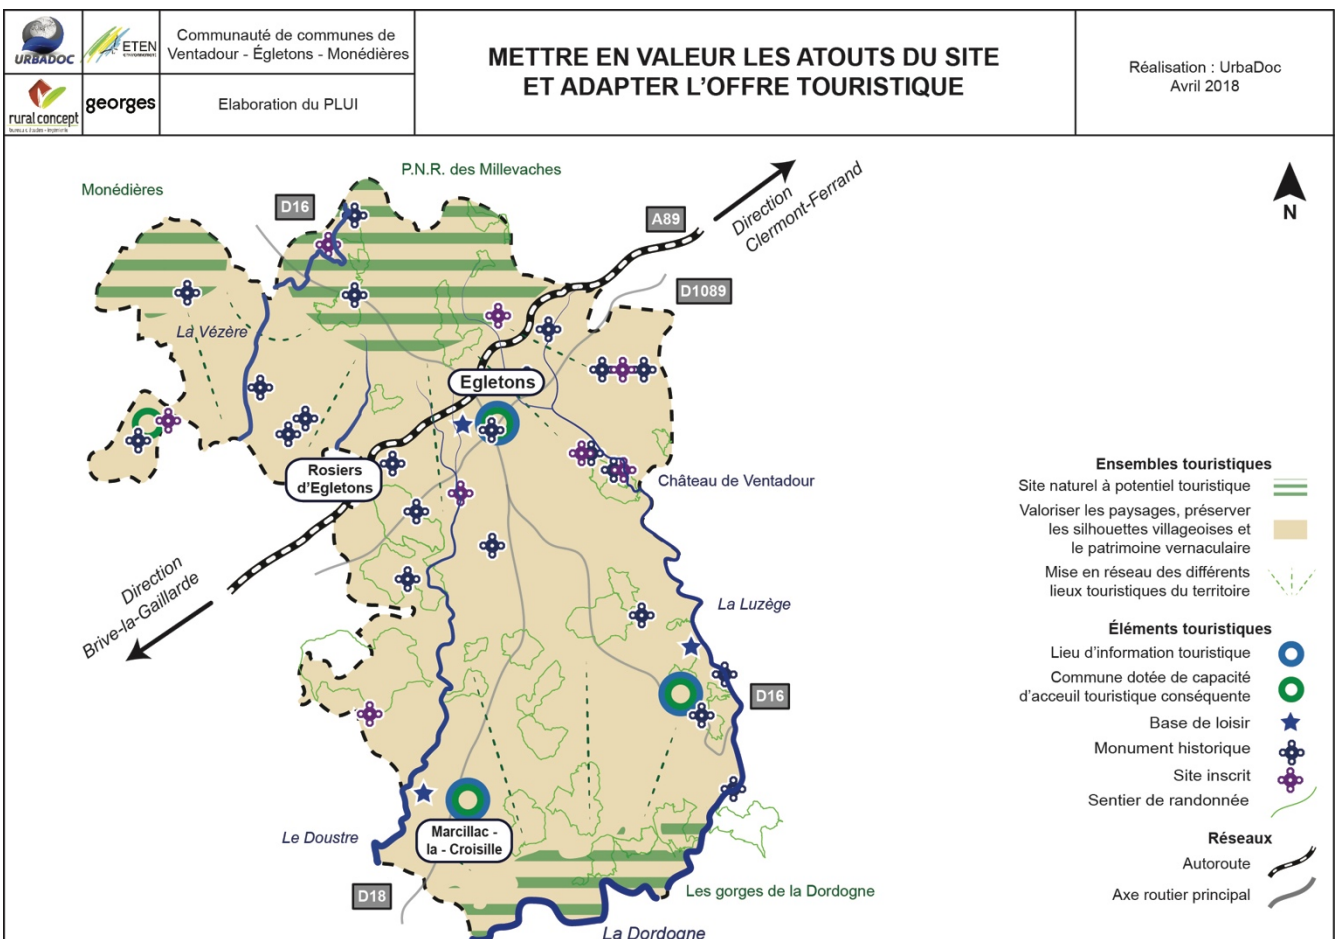 URBADOC
ETEN
ENVIRONNEMENT
rural concept
georges
Communauté de communes de
Ventadour - Égletons - Monédières
Elaboration du PLUI
METTRE EN VALEUR LES ATOUTS DU SITE
ET ADAPTER L'OFFRE TOURISTIQUE
Réalisation : UrbaDoc
Avril 2018
P.N.R. des Millevaches
Monédières
D16
A89
Direction
Clermont-Ferrand
N
D1089
La Vézère
Egletons
Rosiers
d'Egletons
Château de Ventadour
Direction
Brive-la-Gaillarde
La Luzège
D16
Le Doustre
Marcillac -
la - Croisille
D18
Les gorges de la Dordogne
La Dordogne
Ensembles touristiques
Site naturel à potentiel touristique
Valoriser les paysages, préserver
les silhouettes villageoises et
le patrimoine vernaculaire
Mise en réseau des différents
lieux touristiques du territoire
Éléments touristiques
Lieu d'information touristique
Commune dotée de capacité
d'acceuil touristique conséquente
Base de loisir
Monument historique
Site inscrit
Sentier de randonnée
Réseaux
Autoroute
Axe routier principal